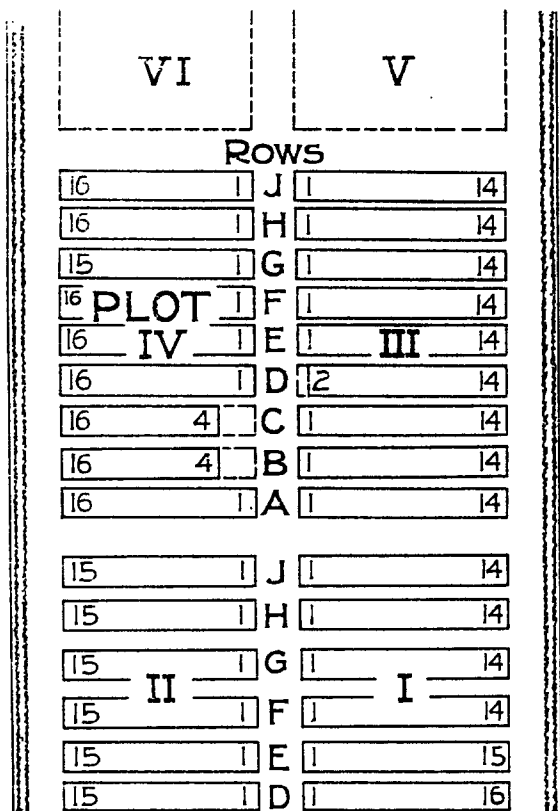 VI V
ROWS
16 1 J 1 14
16 1 H 1 14
15 1 G 1 14
16 PLOT 1 F 1 14
16 IV 1 E 1 III 14
16 1 D 2 14
16 4 C 1 14
16 4 B 1 14
16 1 A 1 14
15 1 J 1 14
15 1 H 1 14
15 1 G 1 14
II I
15 1 F 1 14
15 1 E 1 15
15 1 D 1 16